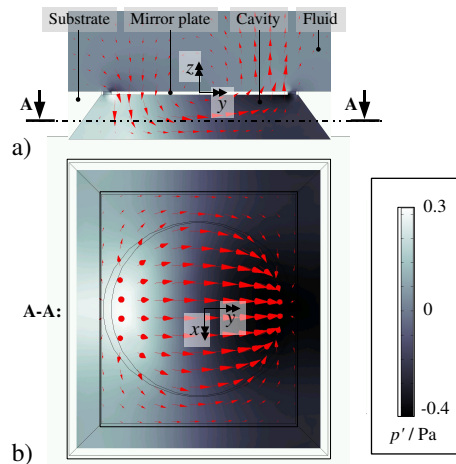 a)
Substrate Mirror plate Cavity Fluid
z
y
A A
b)
A-A:
y
x
0.3
0
-0.4
p' / Pa